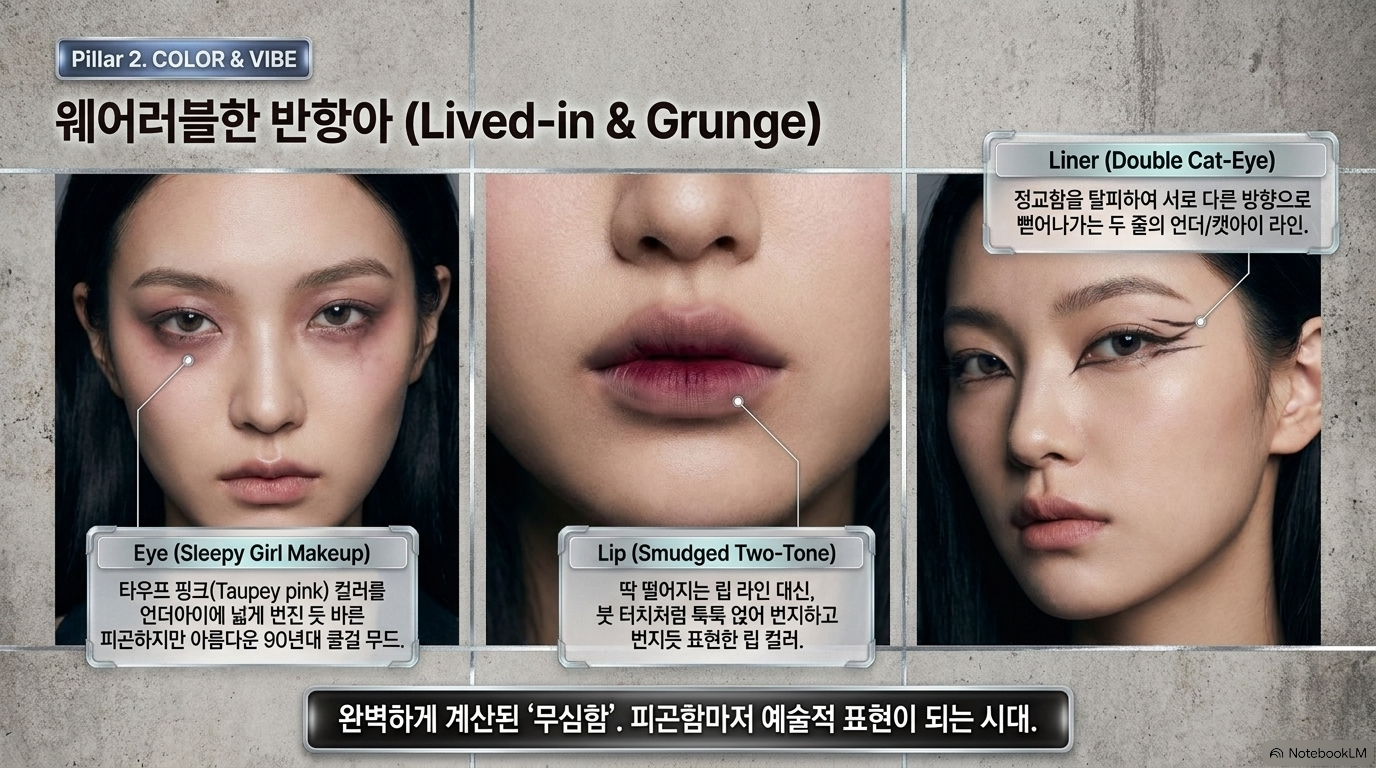 Pillar 2. COLOR & VIBE
웨어러블한 반항아 (Lived-in & Grunge)
Eye (Sleepy Girl Makeup)
타우프 핑크(Taupey pink) 컬러를
언더아이에 넓게 번진 듯 바른
피곤하지만 아름다운 90년대 쿨걸 무드.
Lip (Smudged Two-Tone)
딱 떨어지는 립 라인 대신,
붓 터치처럼 툭툭 얹어 번지하고
번지듯 표현한 립 컬러.
Liner (Double Cat-Eye)
정교함을 탈피하여 서로 다른 방향으로
뻗어나가는 두 줄의 언더/캣아이 라인.
완벽하게 계산된 ‘무심함’. 피곤함마저 예술적 표현이 되는 시대.
NotebookLM